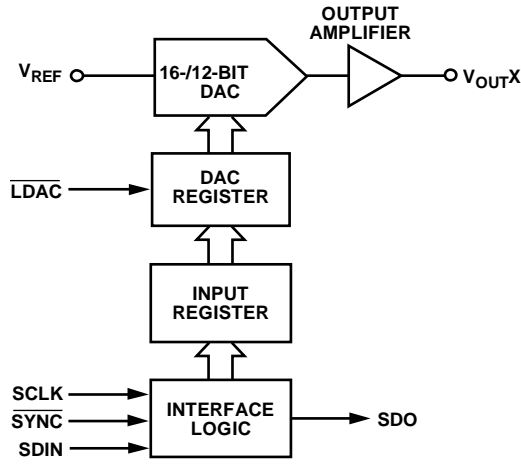 OUTPUT
AMPLIFIER
VREF
16-/12-BIT
DAC
VOUTX
LDAC
DAC
REGISTER
INPUT
REGISTER
SCLK
SYNC
SDIN
INTERFACE
LOGIC
SDO